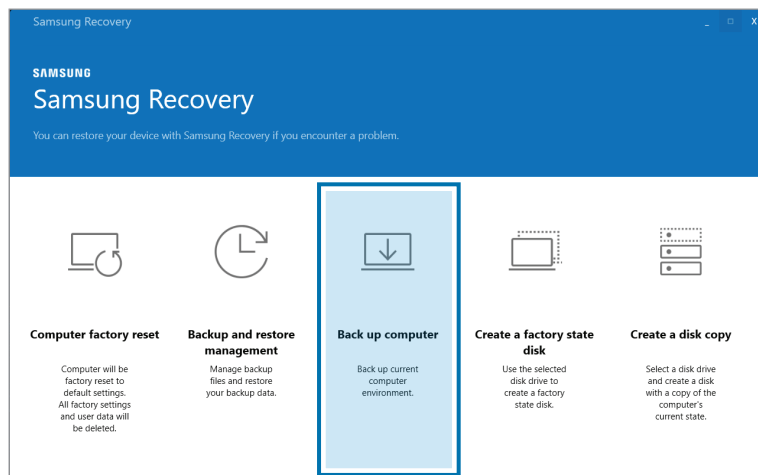 Samsung Recovery
SAMSUNG
Samsung Recovery
You can restore your device with Samsung Recovery if you encounter a problem.
Computer factory reset
Computer will be
factory reset to
default settings.
All factory settings
and user data will
be deleted.
Backup and restore
management
Manage backup
files and restore
your backup data.
Back up computer
Back up current
computer
environment.
Create a factory state
disk
Use the selected
disk drive to
create a factory
state disk.
Create a disk copy
Select a disk drive
and create a disk
with a copy of the
computer's
current state.